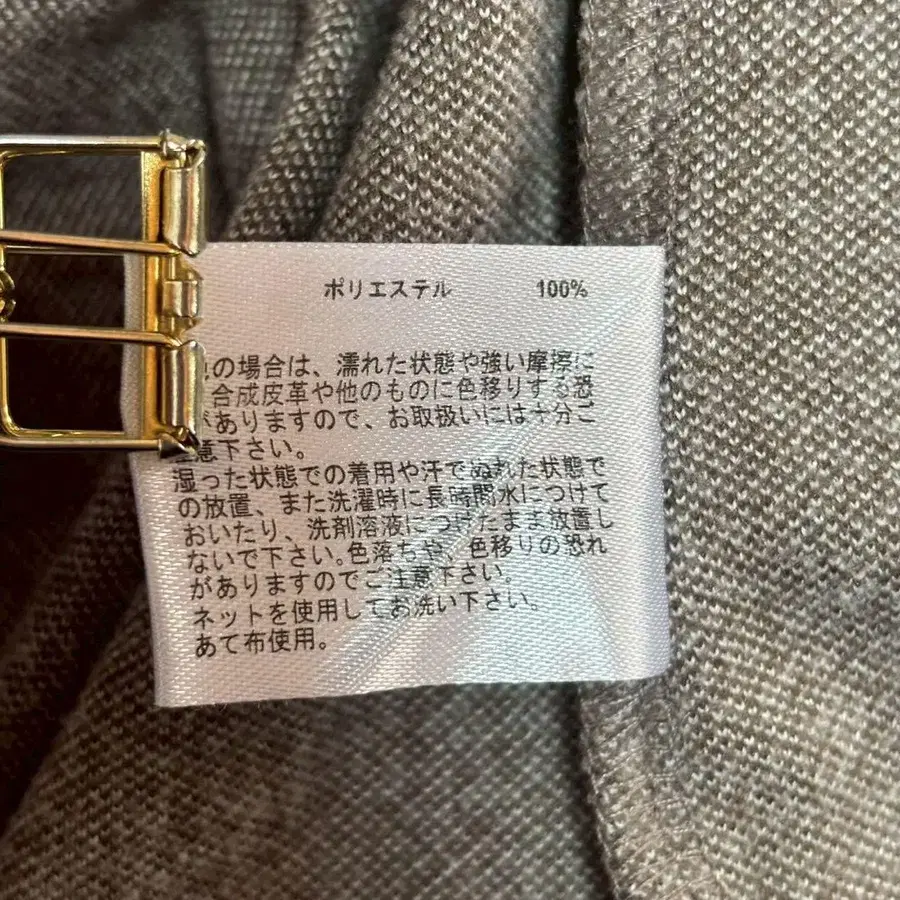 ポリエステル 100%
の場合は、濡れた状態や強い摩擦に
合成皮革や他のものに色移りする恐
がありますので、お取扱いには十分ご
意下さい。
湿った状態での着用や汗でぬれた状態で
の放置、また洗濯時に長時間水につけて
おいたり、洗剤溶液につけたまま放置し
ないで下さい。色落ちや、色移りの恐れ
がありますのでご注意下さい。
ネットを使用してお洗い下さい。
あて布使用。